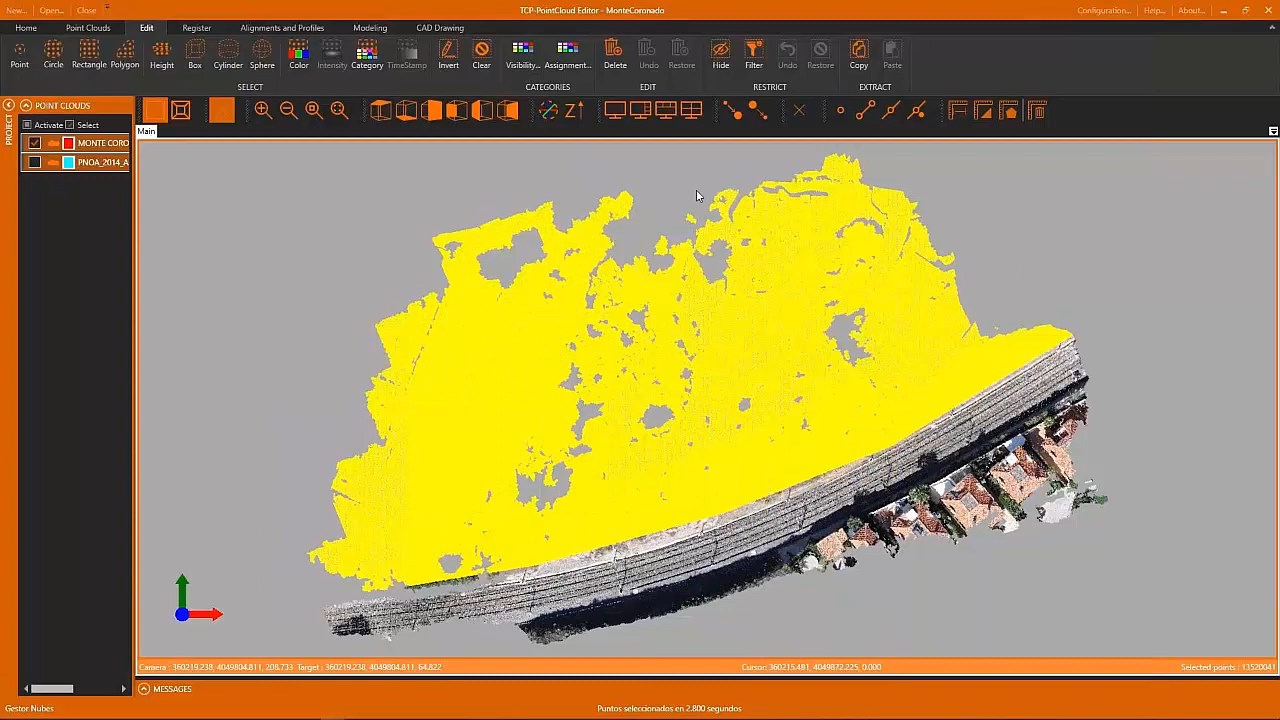 New... Open... Close TCP-PointCloud Editor - MonteCoronado Configuration... Help... About...
Home Point Clouds Edit Register Alignments and Profiles Modeling CAD Drawing
Point Circle Rectangle Polygon Height Box Cylinder Sphere Color Intensity Category TimeStamp Invert Clear Visibility... Assignment... Delete Undo Restore Hide Filter Undo Restore Copy Paste
SELECT CATEGORIES EDIT RESTRICT EXTRACT
POINT CLOUDS
PROJECT
Activate Select
Main
MONTE CORO
PNOA_2014_A
Camera : 360219.238, 4049804.811, 208.733 Target : 360219.238, 4049804.811, 64.822 Cursor: 360215.481, 4049872.225, 0.000 Selected points : 13520041
MESSAGES
Gestor Nubes Puntos seleccionados en 2.800 segundos